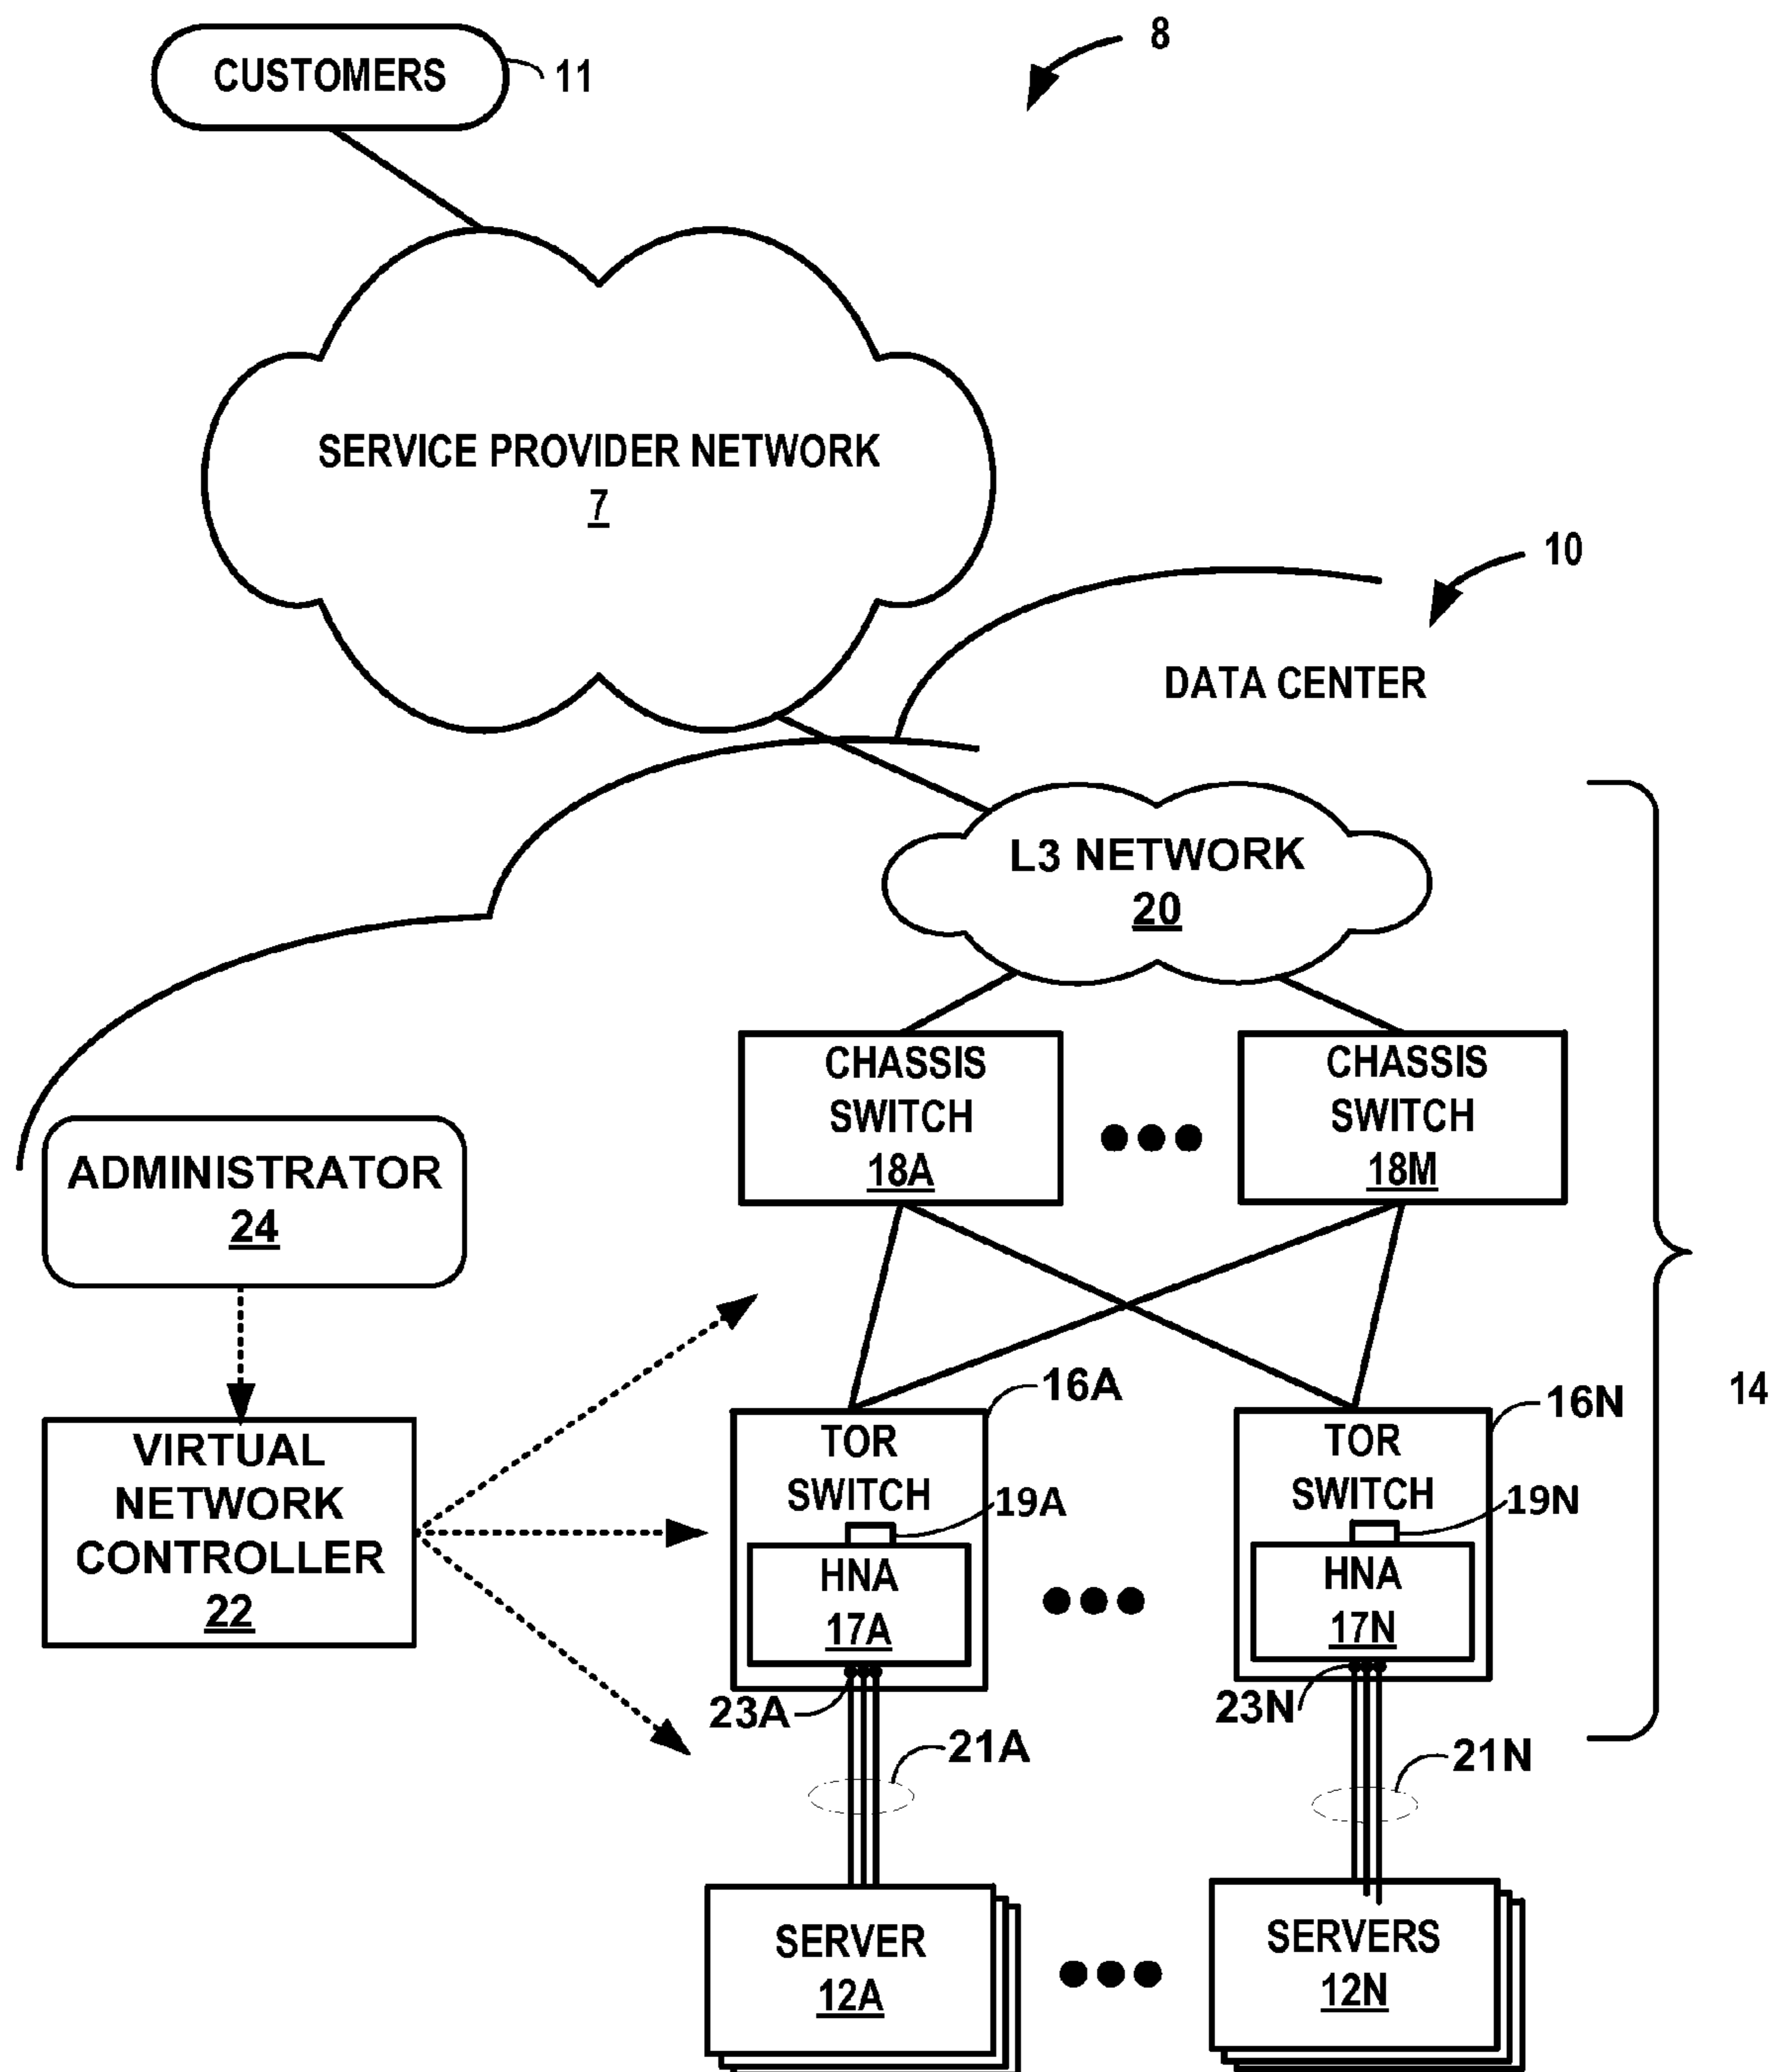 8
CUSTOMERS
11
SERVICE PROVIDER NETWORK
7
10
DATA CENTER
L3 NETWORK
20
CHASSIS
SWITCH
18A
CHASSIS
SWITCH
18M
ADMINISTRATOR
24
14
16A
16N
TOR
SWITCH
19A
HNA
17A
TOR
SWITCH
19N
HNA
17N
VIRTUAL
NETWORK
CONTROLLER
22
23A
23N
21A
21N
SERVER
12A
SERVERS
12N